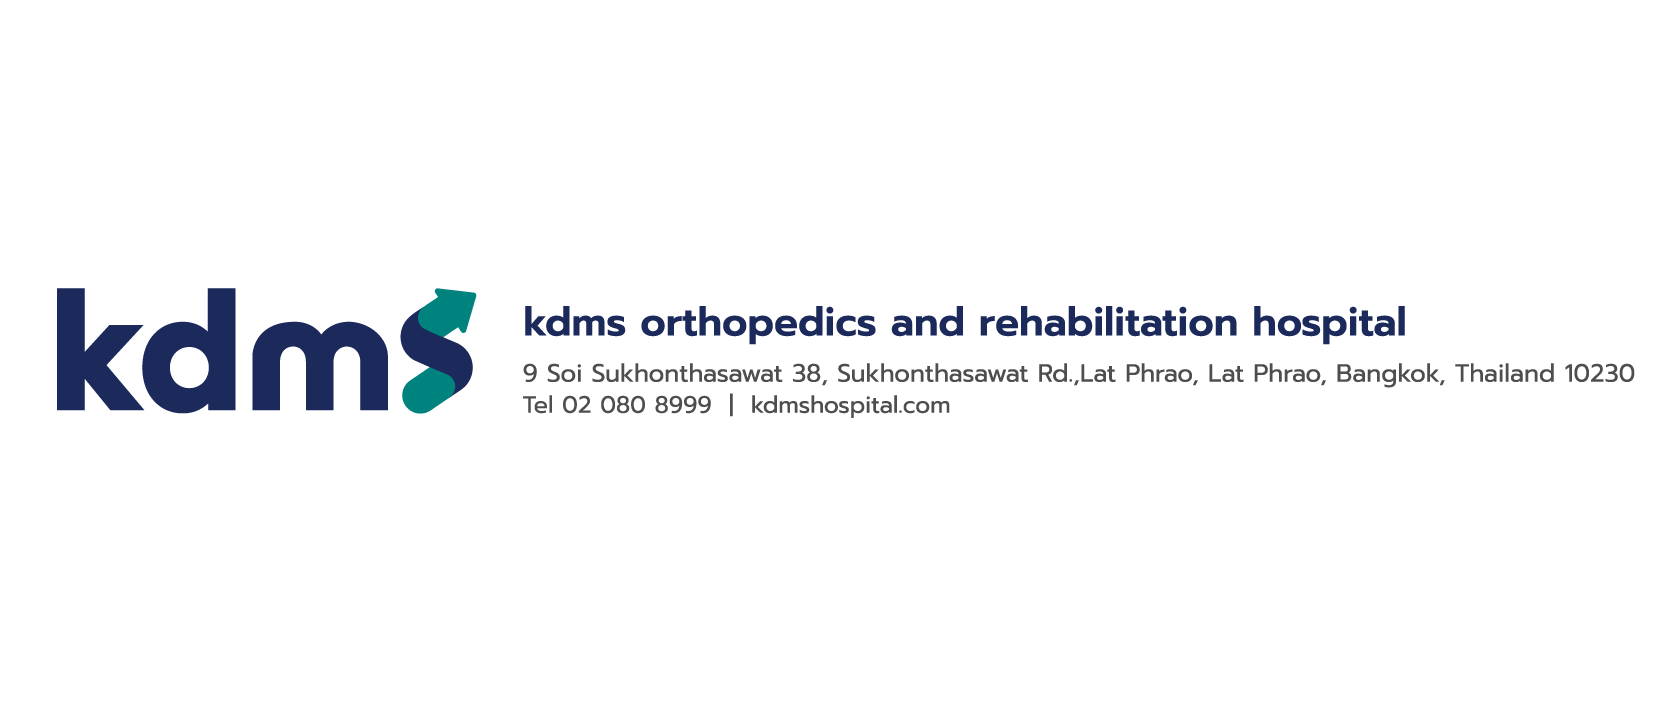 kdms
kdms orthopedics and rehabilitation hospital
9 Soi Sukhonthasawat 38, Sukhonthasawat Rd.,Lat Phrao, Lat Phrao, Bangkok, Thailand 10230
Tel 02 080 8999 | kdmshospital.com